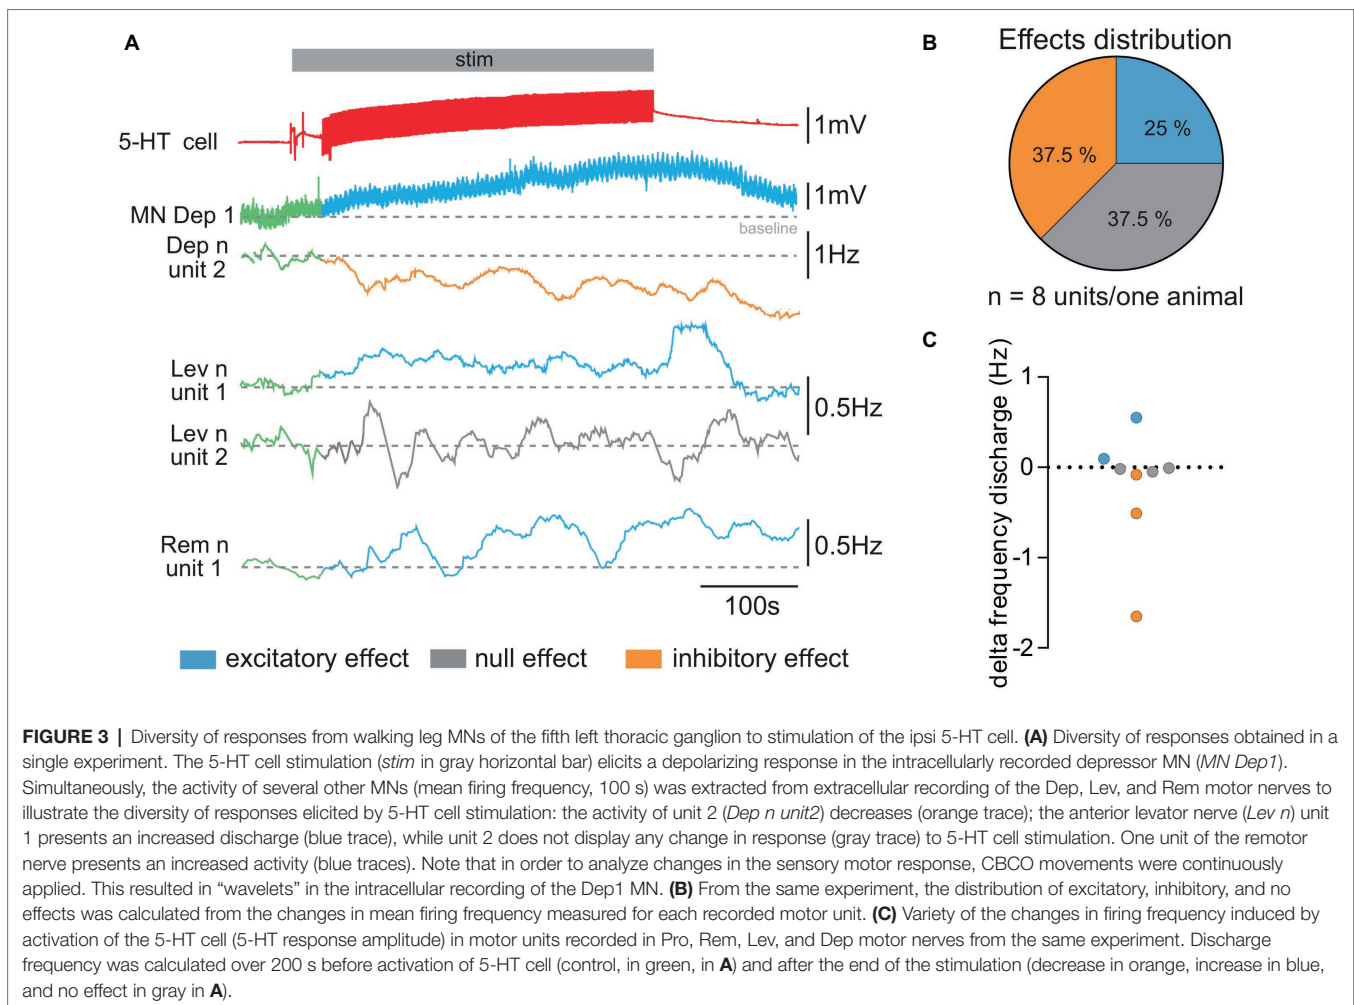 A
stim
5-HT cell
1mV
MN Dep 1
1mV
baseline
Dep n
unit 2
1Hz
Lev n
unit 1
0.5Hz
Lev n
unit 2
Rem n
unit 1
0.5Hz
100s
excitatory effect
null effect
inhibitory effect
B
Effects distribution
25 %
37.5 %
37.5 %
n = 8 units/one animal
C
delta frequency discharge (Hz)
1
0
-1
-2
FIGURE 3 | Diversity of responses from walking leg MNs of the fifth left thoracic ganglion to stimulation of the ipsi 5-HT cell. (A) Diversity of responses obtained in a
single experiment. The 5-HT cell stimulation (stim in gray horizontal bar) elicits a depolarizing response in the intracellularly recorded depressor MN (MN Dep1).
Simultaneously, the activity of several other MNs (mean firing frequency, 100 s) was extracted from extracellular recording of the Dep, Lev, and Rem motor nerves to
illustrate the diversity of responses elicited by 5-HT cell stimulation: the activity of unit 2 (Dep n unit2) decreases (orange trace); the anterior levator nerve (Lev n) unit
1 presents an increased discharge (blue trace), while unit 2 does not display any change in response (gray trace) to 5-HT cell stimulation. One unit of the remotor
nerve presents an increased activity (blue traces). Note that in order to analyze changes in the sensory motor response, CBCO movements were continuously
applied. This resulted in “wavelets” in the intracellular recording of the Dep1 MN. (B) From the same experiment, the distribution of excitatory, inhibitory, and no
effects was calculated from the changes in mean firing frequency measured for each recorded motor unit. (C) Variety of the changes in firing frequency induced by
activation of the 5-HT cell (5-HT response amplitude) in motor units recorded in Pro, Rem, Lev, and Dep motor nerves from the same experiment. Discharge
frequency was calculated over 200 s before activation of 5-HT cell (control, in green, in A) and after the end of the stimulation (decrease in orange, increase in blue,
and no effect in gray in A).